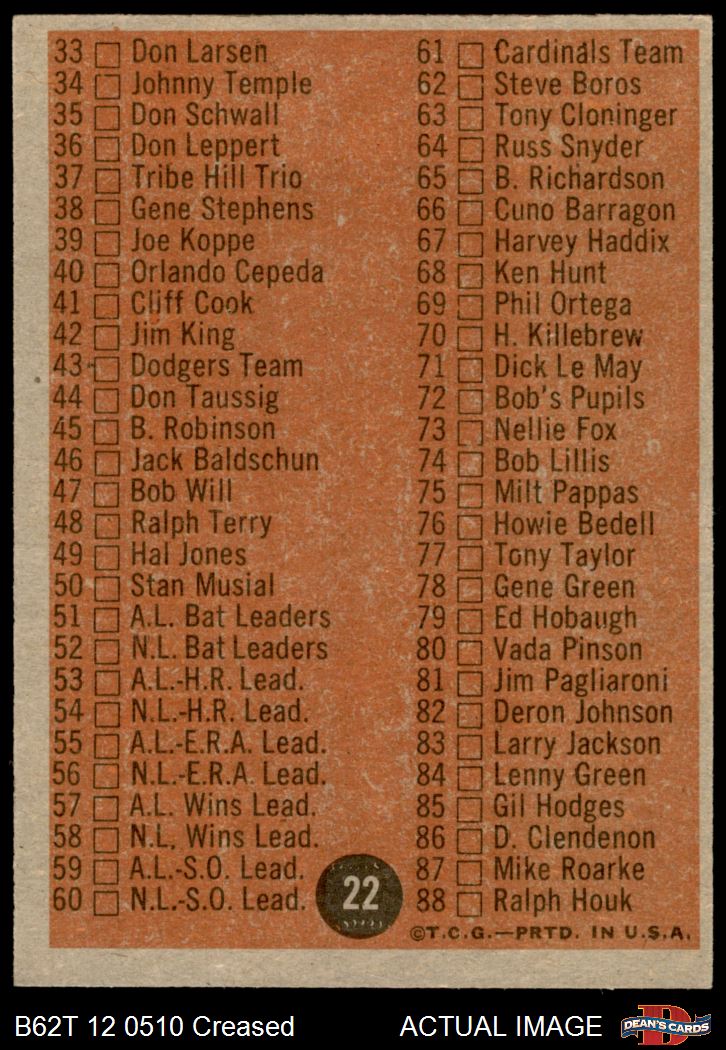 33 Don Larsen
34 Johnny Temple
35 Don Schwall
36 Don Leppert
37 Tribe Hill Trio
38 Gene Stephens
39 Joe Koppe
40 Orlando Cepeda
41 Cliff Cook
42 Jim King
43 Dodgers Team
44 Don Taussig
45 B. Robinson
46 Jack Baldschun
47 Bob Will
48 Ralph Terry
49 Hal Jones
50 Stan Musial
51 A.L. Bat Leaders
52 N.L. Bat Leaders
53 A.L.-H.R. Lead.
54 N.L.-H.R. Lead.
55 A.L.-E.R.A. Lead.
56 N.L.-E.R.A. Lead.
57 A.L. Wins Lead.
58 N.L. Wins Lead.
59 A.L.-S.O. Lead.
60 N.L.-S.O. Lead.
22
61 Cardinals Team
62 Steve Boros
63 Tony Cloninger
64 Russ Snyder
65 B. Richardson
66 Cuno Barragon
67 Harvey Haddix
68 Ken Hunt
69 Phil Ortega
70 H. Killebrew
71 Dick Le May
72 Bob's Pupils
73 Nellie Fox
74 Bob Lillis
75 Milt Pappas
76 Howie Bedell
77 Tony Taylor
78 Gene Green
79 Ed Hobaugh
80 Vada Pinson
81 Jim Pagliaroni
82 Deron Johnson
83 Larry Jackson
84 Lenny Green
85 Gil Hodges
86 D. Clendenon
87 Mike Roarke
88 Ralph Houk
©T.C.G.—PRTD. IN U.S.A.
B62T 12 0510 Creased
ACTUAL IMAGE
DEAN'S CARDS